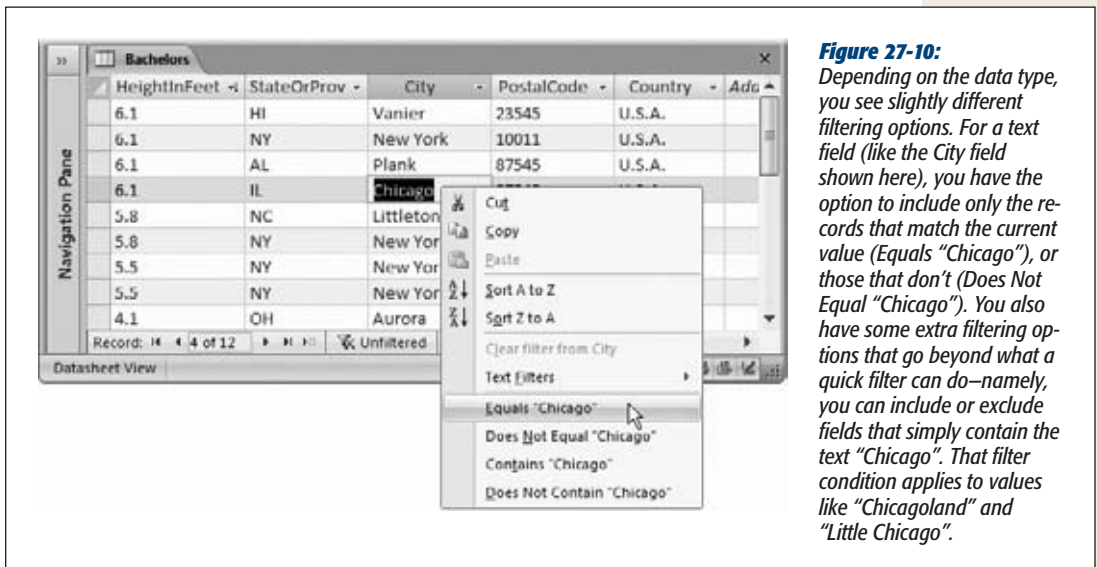 Bachelors
HeightInFeet StateOrProv City PostalCode Country Adc
6.1 HI Vanier 23545 U.S.A.
6.1 NY New York 10011 U.S.A.
6.1 AL Plank 87545 U.S.A.
6.1 IL Chicago
5.8 NC Littleton
5.8 NY New Yor
5.5 NY New Yor
5.5 NY New Yor
4.1 OH Aurora
Navigation Pane
Record: 4 of 12 Unfiltered
Datasheet View
Cut
Copy
Paste
Sort A to Z
Sort Z to A
Clear filter from City
Text Filters
Equals "Chicago"
Does Not Equal "Chicago"
Contains "Chicago"
Does Not Contain "Chicago"
Figure 27-10:
Depending on the data type,
you see slightly different
filtering options. For a text
field (like the City field
shown here), you have the
option to include only the re-
cords that match the current
value (Equals “Chicago”), or
those that don’t (Does Not
Equal “Chicago”). You also
have some extra filtering op-
tions that go beyond what a
quick filter can do—namely,
you can include or exclude
fields that simply contain the
text “Chicago”. That filter
condition applies to values
like “Chicagoland” and
“Little Chicago”.